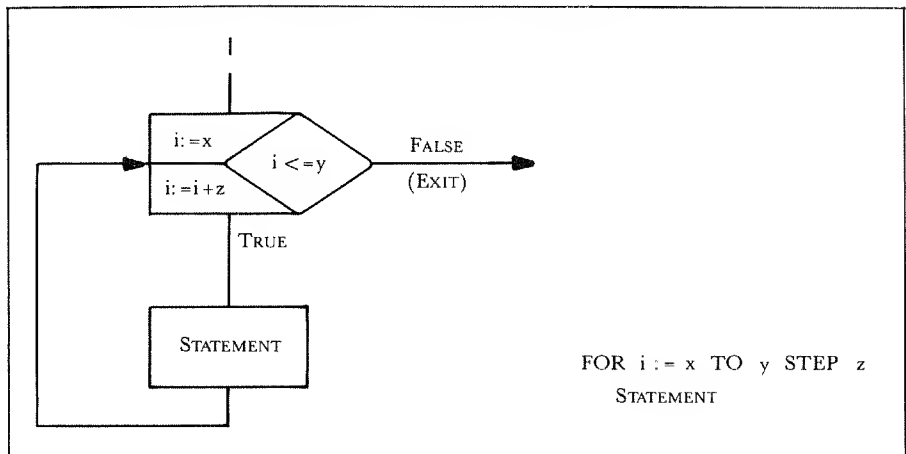 i:=x
i <=y
i:=i+z
FALSE
(EXIT)
TRUE
STATEMENT
FOR i := x TO y STEP z
STATEMENT